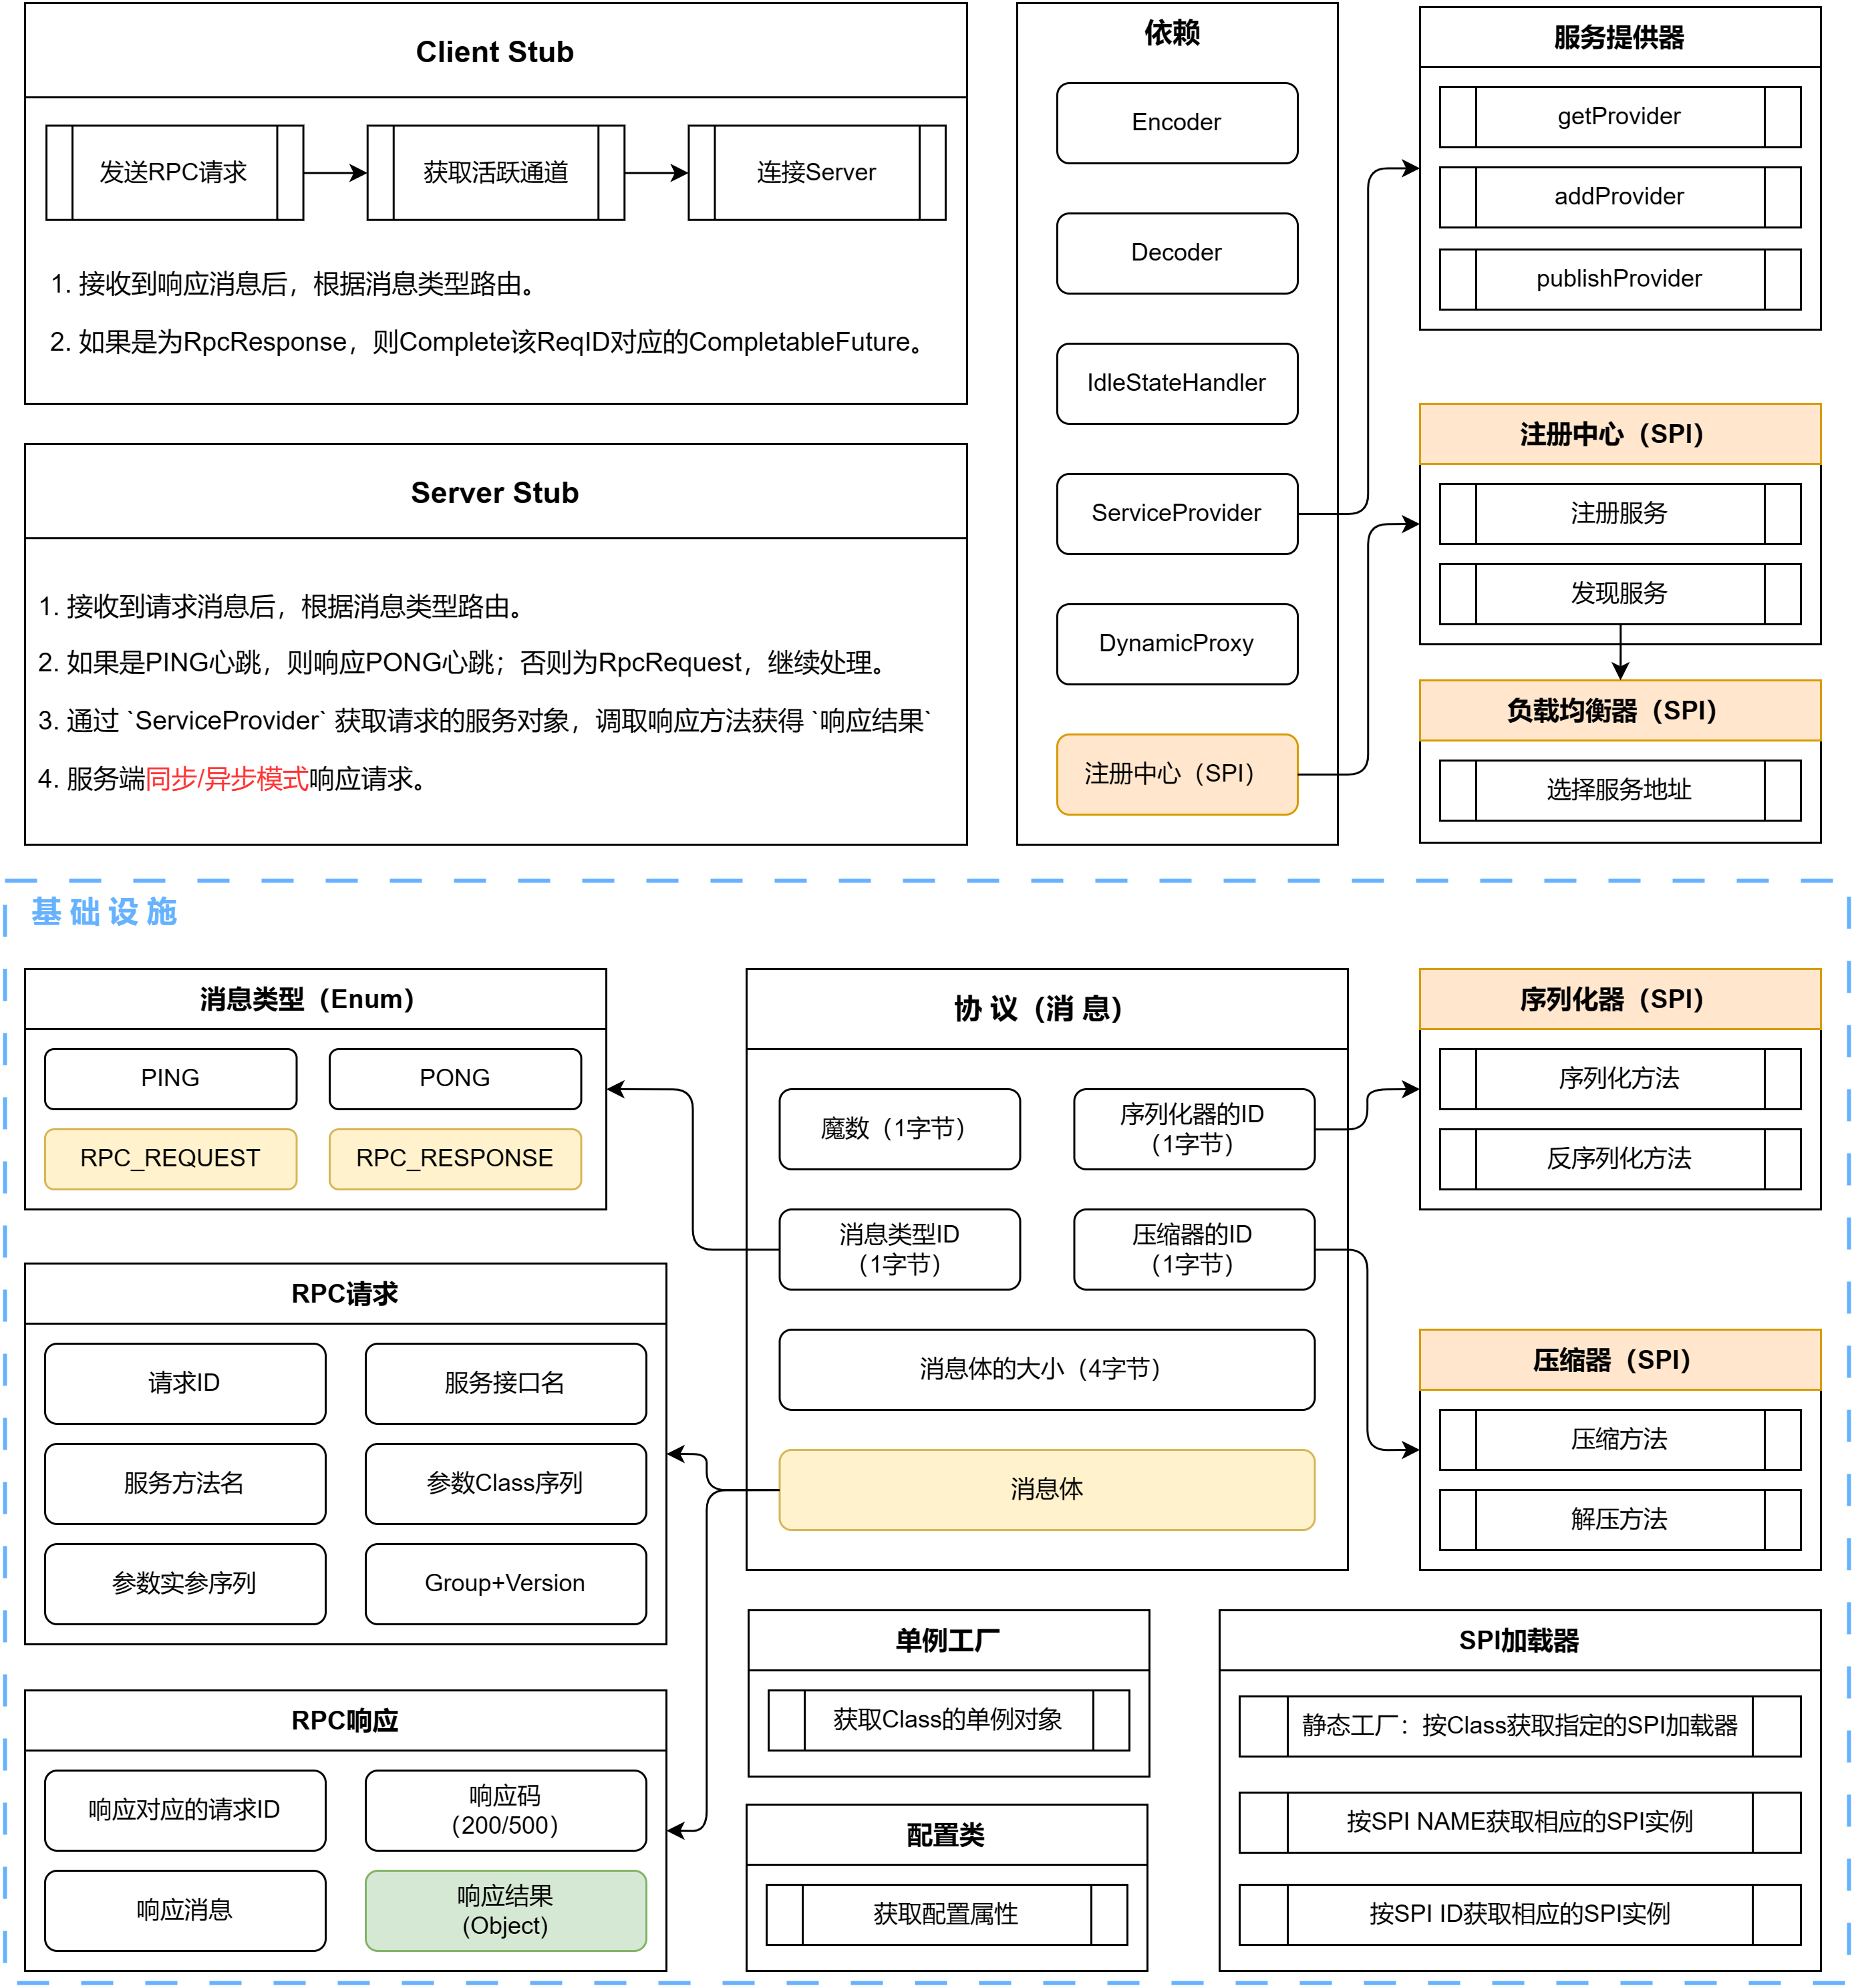 Client Stub
发送RPC请求
获取活跃通道
连接Server
1. 接收到响应消息后，根据消息类型路由。
2. 如果是为RpcResponse，则Complete该ReqID对应的CompletableFuture。
Server Stub
1. 接收到请求消息后，根据消息类型路由。
2. 如果是PING心跳，则响应PONG心跳；否则为RpcRequest，继续处理。
3. 通过 `ServiceProvider` 获取请求的服务对象，调取响应方法获得 `响应结果`
4. 服务端同步/异步模式响应请求。
依赖
Encoder
Decoder
IdleStateHandler
ServiceProvider
DynamicProxy
注册中心（SPI）
服务提供器
getProvider
addProvider
publishProvider
注册中心（SPI）
注册服务
发现服务
负载均衡器（SPI）
选择服务地址
基 础 设 施
消息类型（Enum）
PING
PONG
RPC_REQUEST
RPC_RESPONSE
RPC请求
请求ID
服务接口名
服务方法名
参数Class序列
参数实参序列
Group+Version
RPC响应
响应对应的请求ID
响应码
（200/500）
响应消息
响应结果
(Object)
协 议（消 息）
魔数（1字节）
序列化器的ID
（1字节）
消息类型ID
（1字节）
压缩器的ID
（1字节）
消息体的大小（4字节）
消息体
单例工厂
获取Class的单例对象
配置类
获取配置属性
序列化器（SPI）
序列化方法
反序列化方法
压缩器（SPI）
压缩方法
解压方法
SPI加载器
静态工厂：按Class获取指定的SPI加载器
按SPI NAME获取相应的SPI实例
按SPI ID获取相应的SPI实例